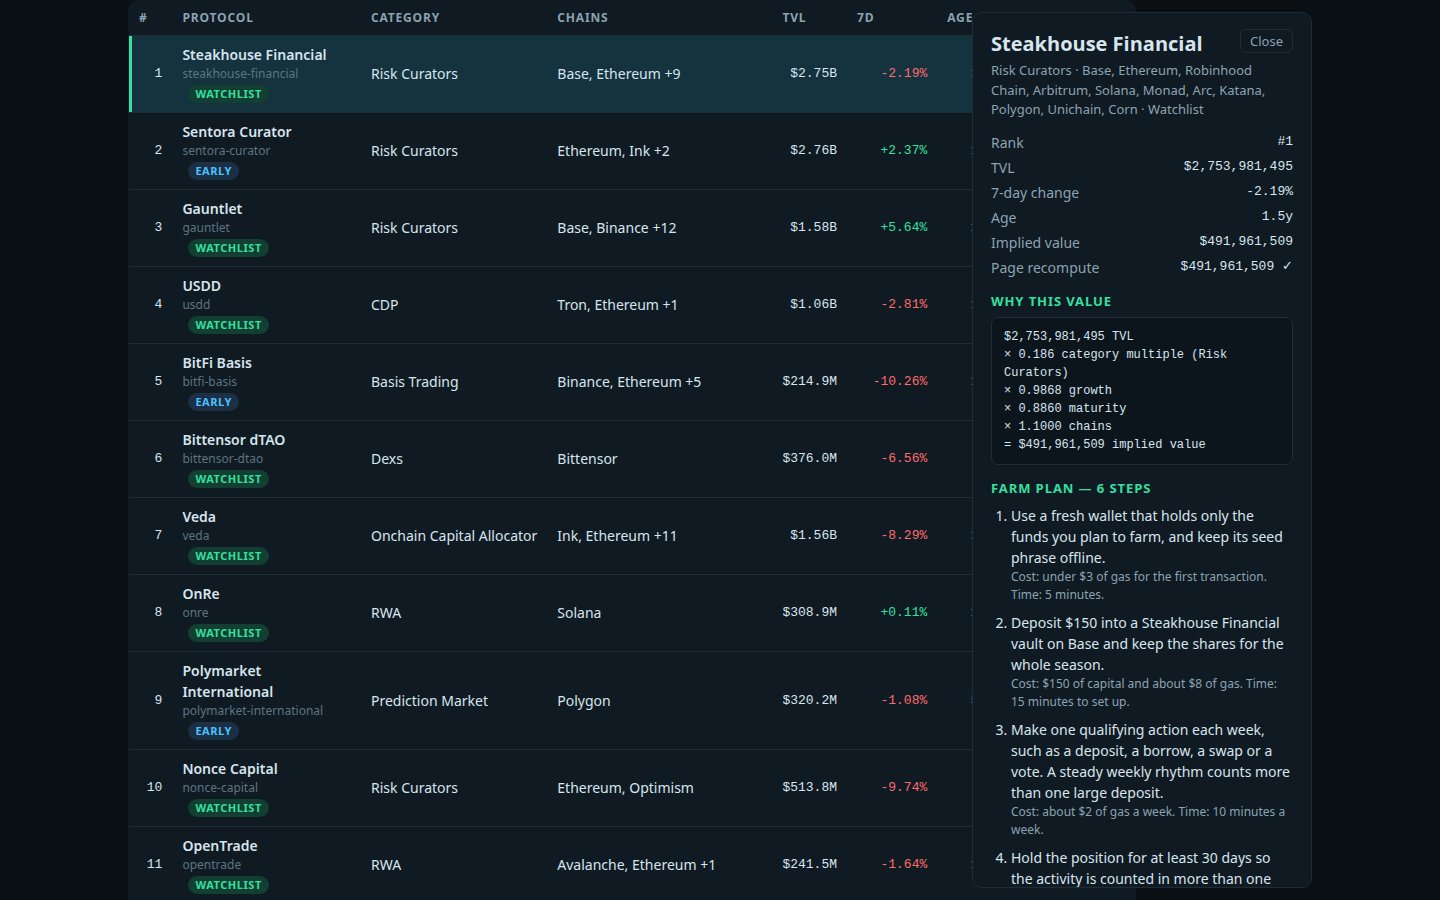 # PROTOCOL CATEGORY CHAINS TVL 7D AGE
Steakhouse Financial
steakhouse-financial
WATCHLIST
1 Risk Curators Base, Ethereum +9 $2.75B -2.19%
Sentora Curator
sentora-curator
EARLY
2 Risk Curators Ethereum, Ink +2 $2.76B +2.37%
Gauntlet
gauntlet
WATCHLIST
3 Risk Curators Base, Binance +12 $1.58B +5.64%
USDD
usdd
WATCHLIST
4 CDP Tron, Ethereum +1 $1.06B -2.81%
BitFi Basis
bitfi-basis
EARLY
5 Basis Trading Binance, Ethereum +5 $214.9M -10.26%
Bittensor dTAO
bittensor-dtao
WATCHLIST
6 Dexs Bittensor $376.0M -6.56%
Veda
veda
WATCHLIST
7 Onchain Capital Allocator Ink, Ethereum +11 $1.56B -8.29%
OnRe
onre
WATCHLIST
8 RWA Solana $308.9M +0.11%
Polymarket
International
polymarket-international
EARLY
9 Prediction Market Polygon $320.2M -1.08%
Nonce Capital
nonce-capital
WATCHLIST
10 Risk Curators Ethereum, Optimism $513.8M -9.74%
OpenTrade
opentrade
WATCHLIST
11 RWA Avalanche, Ethereum +1 $241.5M -1.64%
Steakhouse Financial
Close
Risk Curators · Base, Ethereum, Robinhood
Chain, Arbitrum, Solana, Monad, Arc, Katana,
Polygon, Unichain, Corn · Watchlist
Rank #1
TVL $2,753,981,495
7-day change -2.19%
Age 1.5y
Implied value $491,961,509
Page recompute $491,961,509 ✓
WHY THIS VALUE
$2,753,981,495 TVL
× 0.186 category multiple (Risk
Curators)
× 0.9868 growth
× 0.8860 maturity
× 1.1000 chains
= $491,961,509 implied value
FARM PLAN — 6 STEPS
1. Use a fresh wallet that holds only the
funds you plan to farm, and keep its seed
phrase offline.
Cost: under $3 of gas for the first transaction.
Time: 5 minutes.
2. Deposit $150 into a Steakhouse Financial
vault on Base and keep the shares for the
whole season.
Cost: $150 of capital and about $8 of gas. Time:
15 minutes to set up.
3. Make one qualifying action each week,
such as a deposit, a borrow, a swap or a
vote. A steady weekly rhythm counts more
than one large deposit.
Cost: about $2 of gas a week. Time: 10 minutes a
week.
4. Hold the position for at least 30 days so
the activity is counted in more than one